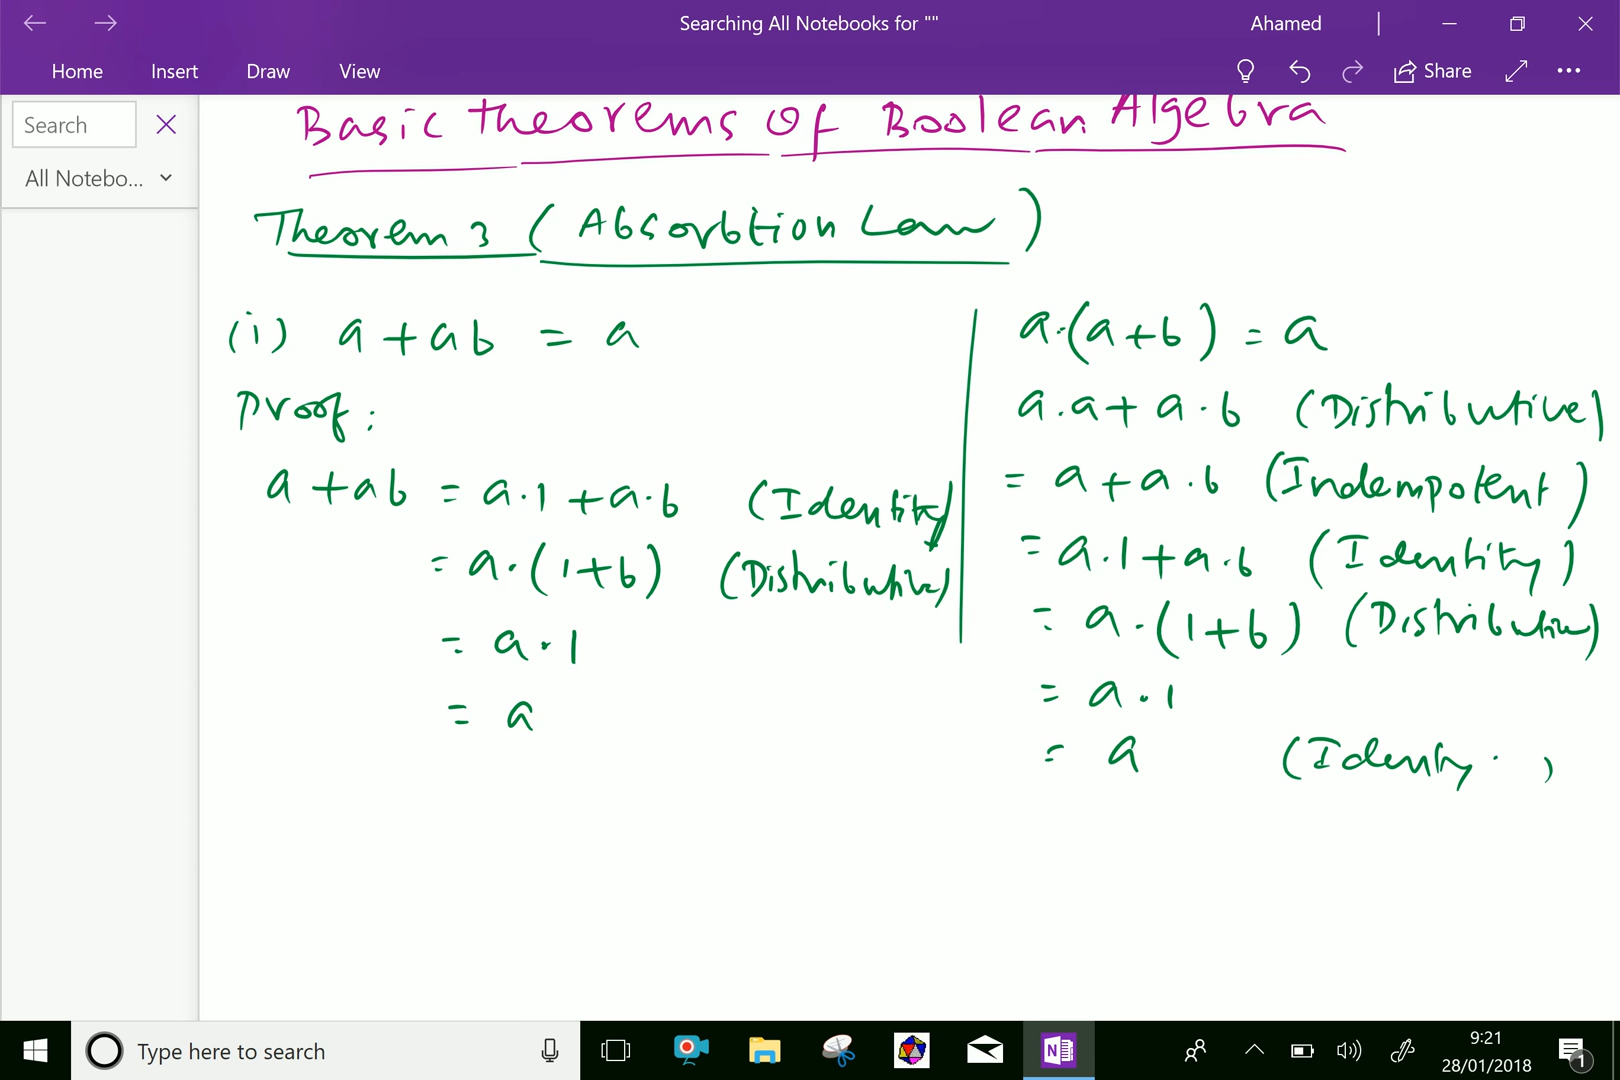 Searching All Notebooks for ""
Ahamed
Home Insert Draw View
Share
Search
All Notebo...
Basic theorems Of Boolean Algebra
Theorem 3 (Absorbtion Law)
(i) a + ab = a
Proof:
a + ab = a.1 + a.b (Identity)
= a.(1+b) (Distributive)
= a.1
= a
a.(a+b) = a
a.a + a.b (Distributive)
= a + a.b (Indempotent)
= a.1 + a.b (Identity)
= a.(1+b) (Distributive)
= a.1
= a (Identity.)
Type here to search
9:21
28/01/2018
1